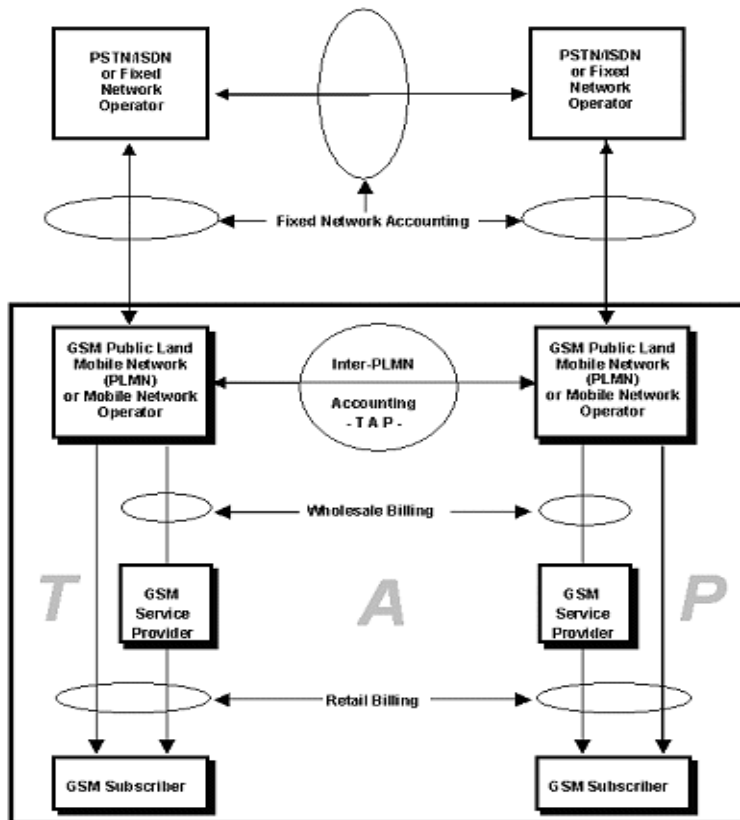 PSTN/ISDN
or Fixed
Network
Operator
PSTN/ISDN
or Fixed
Network
Operator
Fixed Network Accounting
GSM Public Land
Mobile Network
(PLMN)
or Mobile Network
Operator
Inter-PLMN
Accounting
- T A P -
GSM Public Land
Mobile Network
(PLMN)
or Mobile Network
Operator
Wholesale Billing
T
GSM
Service
Provider
A
GSM
Service
Provider
P
Retail Billing
GSM Subscriber
GSM Subscriber